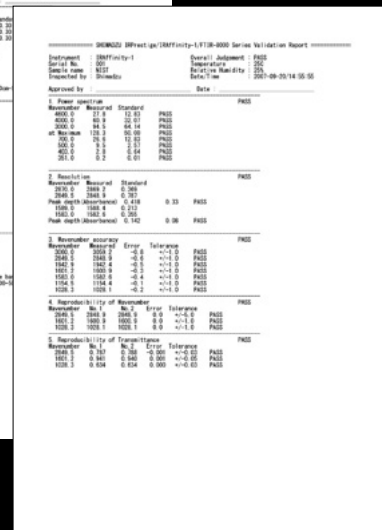 ========== SHIMADZU IRPrestige/IRAffinity-1/FTIR-8000 Series Validation Report ==========
Instrument : IRAffinity-1 Overall Judgement : PASS
Serial No. : 001 Temperature : 25C
Sample name : NIST Relative Humidity : 25%
Inspected by : Shimadzu Date/Time : 2007-09-20/14:55:55
Approved by : Date :
1. Power spectrum PASS
Wavenumber Measured Standard
4600.0 27.8 12.83 PASS
4000.0 60.9 32.07 PASS
3000.0 94.5 64.14 PASS
at Maximum 128.3 50.00 PASS
700.0 26.6 12.83 PASS
500.0 9.5 2.57 PASS
403.0 2.8 0.64 PASS
351.0 0.2 0.01 PASS
2. Resolution PASS
Wavenumber Measured Standard
2870.0 2869.2 0.369
2849.5 2848.9 0.787
Peak depth(Absorbance) 0.418 0.33 PASS
1589.0 1588.4 0.213
1583.0 1582.6 0.355
Peak depth(Absorbance) 0.142 0.08 PASS
3. Wavenumber accuracy PASS
Wavenumber Measured Error Tolerance
3060.0 3059.2 -0.8 +/-1.0 PASS
2849.5 2848.9 -0.6 +/-1.0 PASS
1942.9 1942.4 -0.5 +/-1.0 PASS
1601.2 1600.9 -0.3 +/-1.0 PASS
1583.0 1582.6 -0.4 +/-1.0 PASS
1154.5 1154.4 -0.1 +/-1.0 PASS
1028.3 1028.1 -0.2 +/-1.0 PASS
4. Reproducibility of Wavenumber PASS
Wavenumber No.1 No.2 Error Tolerance
2849.5 2848.9 2848.9 0.0 +/-5.0 PASS
1601.2 1600.9 1600.9 0.0 +/-1.0 PASS
1028.3 1028.1 1028.1 0.0 +/-1.0 PASS
5. Reproducibility of Transmittance PASS
Wavenumber No.1 No.2 Error Tolerance
2849.5 0.787 0.788 -0.001 +/-0.03 PASS
1601.2 0.941 0.940 0.001 +/-0.05 PASS
1028.3 0.834 0.834 0.000 +/-0.03 PASS